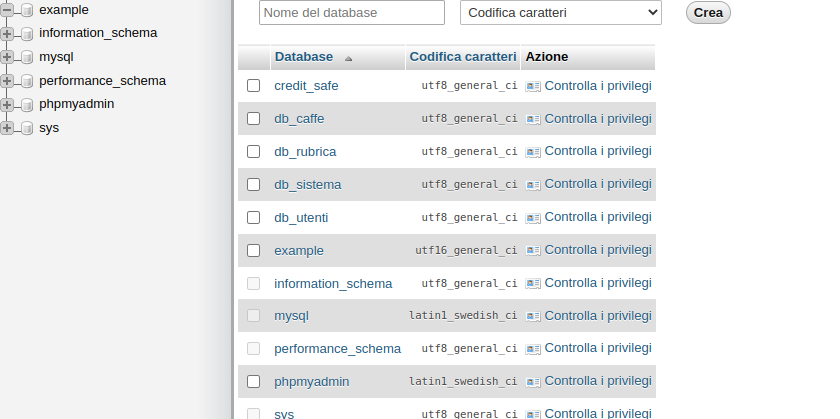 example
information_schema
mysql
performance_schema
phpmyadmin
sys
Nome del database Codifica caratteri Crea
Database Codifica caratteri Azione
credit_safe utf8_general_ci Controlla i privilegi
db_caffe utf8_general_ci Controlla i privilegi
db_rubrica utf8_general_ci Controlla i privilegi
db_sistema utf8_general_ci Controlla i privilegi
db_utenti utf8_general_ci Controlla i privilegi
example utf16_general_ci Controlla i privilegi
information_schema utf8_general_ci Controlla i privilegi
mysql latin1_swedish_ci Controlla i privilegi
performance_schema utf8_general_ci Controlla i privilegi
phpmyadmin latin1_swedish_ci Controlla i privilegi
sys utf8_general_ci Controlla i privilegi